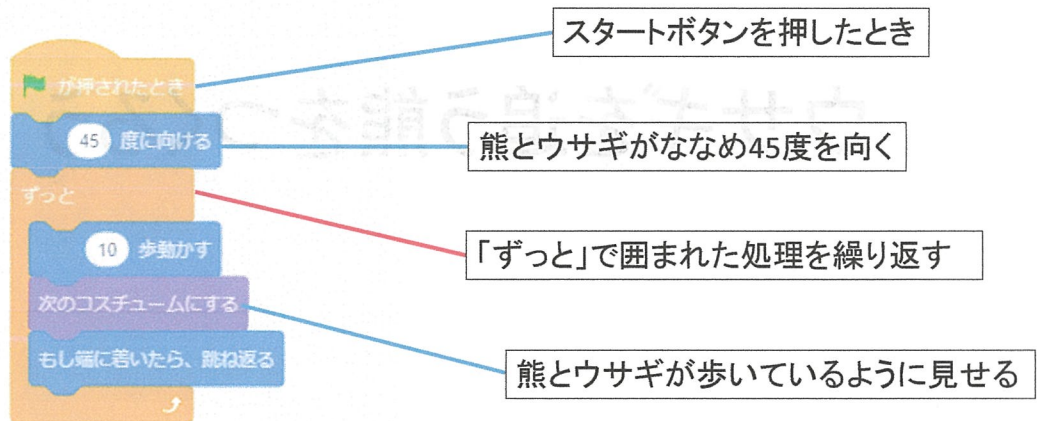 スタートボタンを押したとき
が押されたとき
45 度に向ける
熊とウサギがななめ45度を向く
ずっと
「ずっと」で囲まれた処理を繰り返す
10 歩動かす
次のコスチュームにする
もし端に着いたら、跳ね返る
熊とウサギが歩いているように見せる